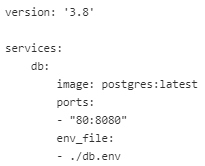 version: '3.8'

services:
    db:
        image: postgres:latest
        ports:
        - "80:8080"
        env_file:
        - ./db.env